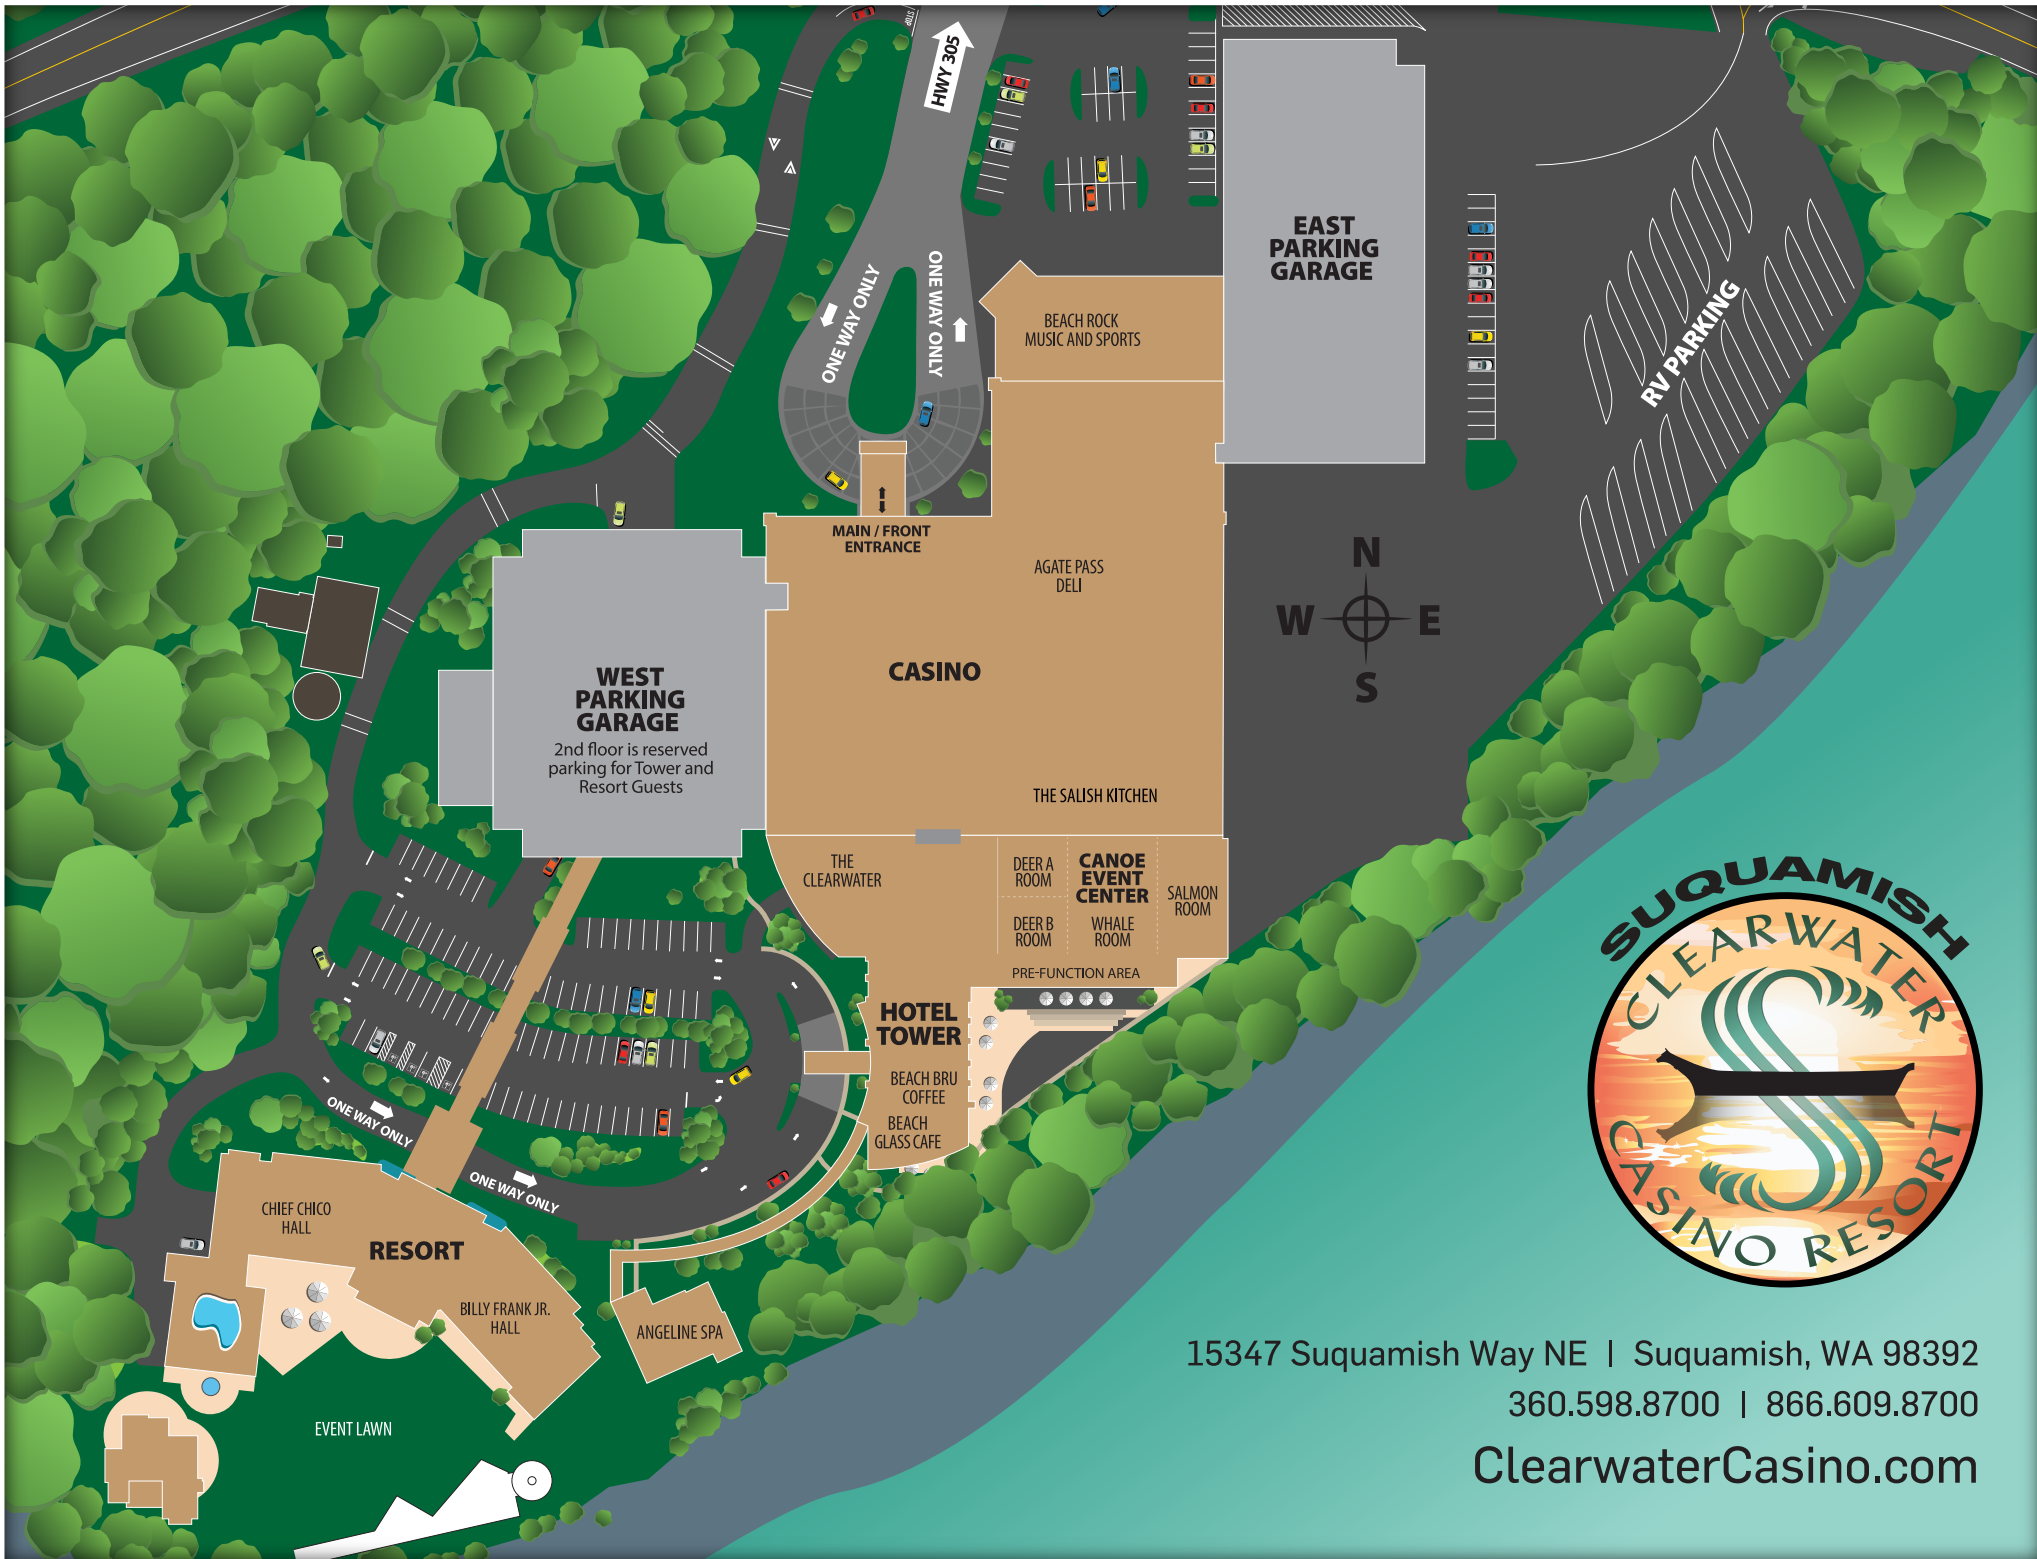 STOP
HWY 305
ONE WAY ONLY
ONE WAY ONLY
EAST
PARKING
GARAGE
RV PARKING
BEACH ROCK
MUSIC AND SPORTS
MAIN / FRONT
ENTRANCE
AGATE PASS
DELI
N
W E
S
CASINO
WEST
PARKING
GARAGE
2nd floor is reserved
parking for Tower and
Resort Guests
THE SALISH KITCHEN
THE
CLEARWATER
DEER A
ROOM
CANOE
EVENT
CENTER
SALMON
ROOM
DEER B
ROOM
WHALE
ROOM
PRE-FUNCTION AREA
HOTEL
TOWER
BEACH BRU
COFFEE
BEACH
GLASS CAFE
ONE WAY ONLY
ONE WAY ONLY
CHIEF CHICO
HALL
RESORT
BILLY FRANK JR.
HALL
ANGELINE SPA
EVENT LAWN
SUQUAMISH
CLEARWATER
CASINO RESORT
15347 Suquamish Way NE | Suquamish, WA 98392
360.598.8700 | 866.609.8700
ClearwaterCasino.com